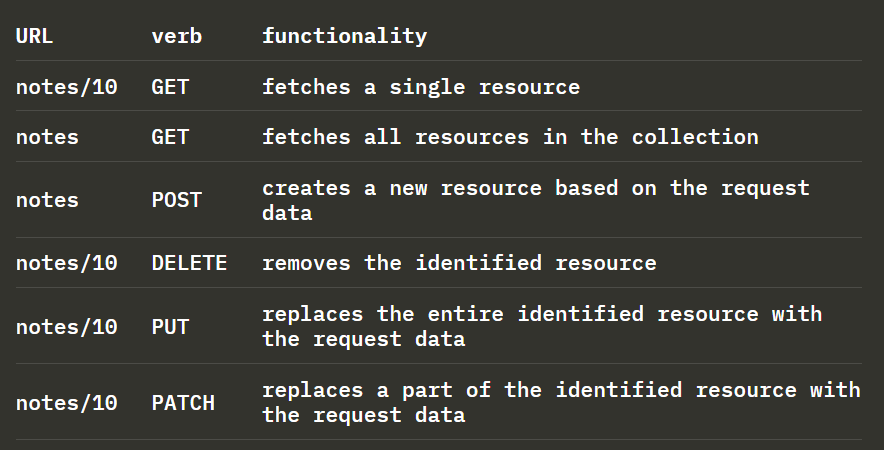 URL verb functionality
notes/10 GET fetches a single resource
notes GET fetches all resources in the collection
notes POST creates a new resource based on the request
data
notes/10 DELETE removes the identified resource
notes/10 PUT replaces the entire identified resource with
the request data
notes/10 PATCH replaces a part of the identified resource with
the request data